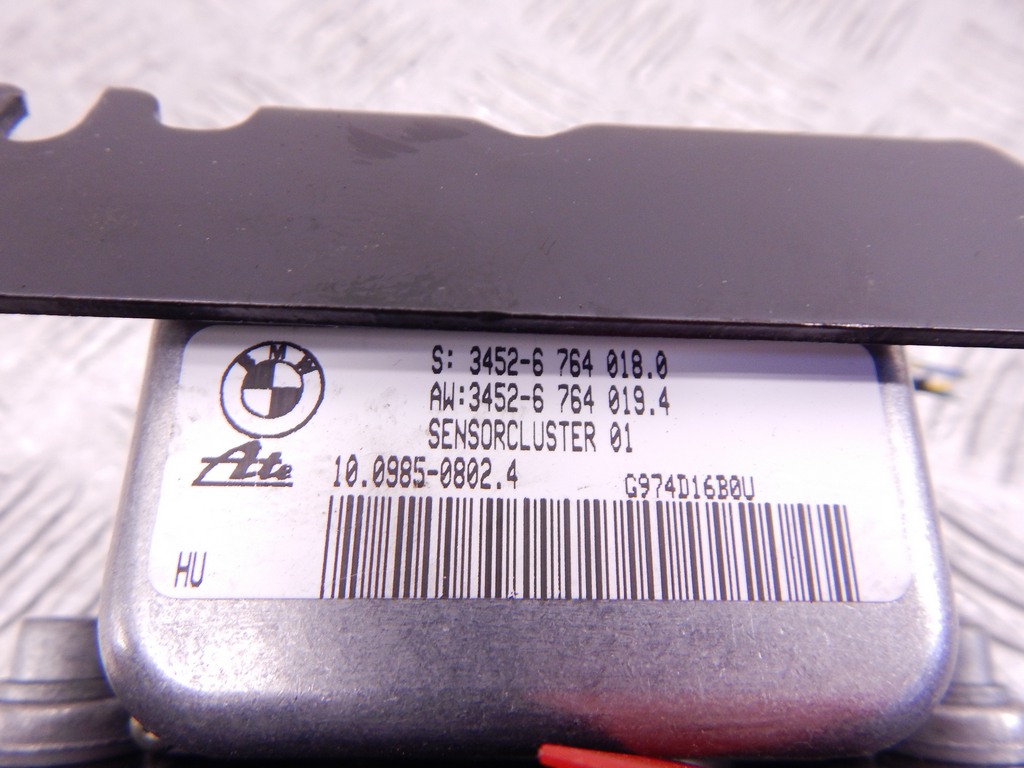 BMW
S: 3452-6 764 018.0
AW:3452-6 764 019.4
SENSORCLUSTER 01
Ate
10.0985-0802.4
G974D16B0U
HU